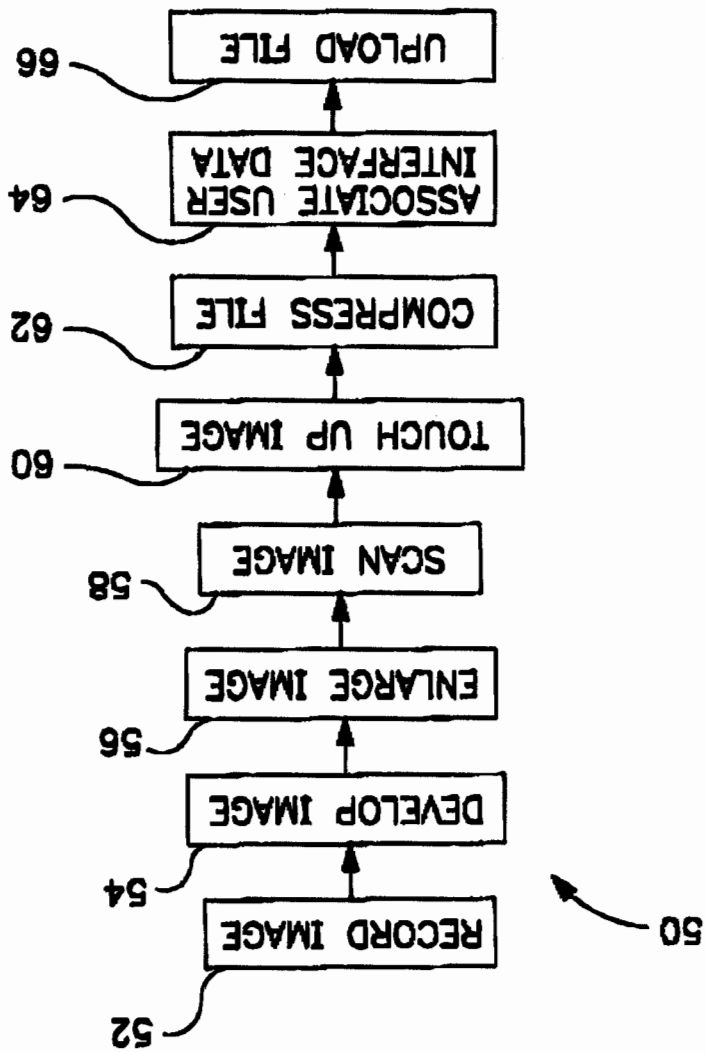 50
52
RECORD IMAGE
54
DEVELOP IMAGE
56
ENLARGE IMAGE
58
SCAN IMAGE
60
TOUCH UP IMAGE
62
COMPRESS FILE
64
ASSOCIATE USER
INTERFACE DATA
66
UPLOAD FILE